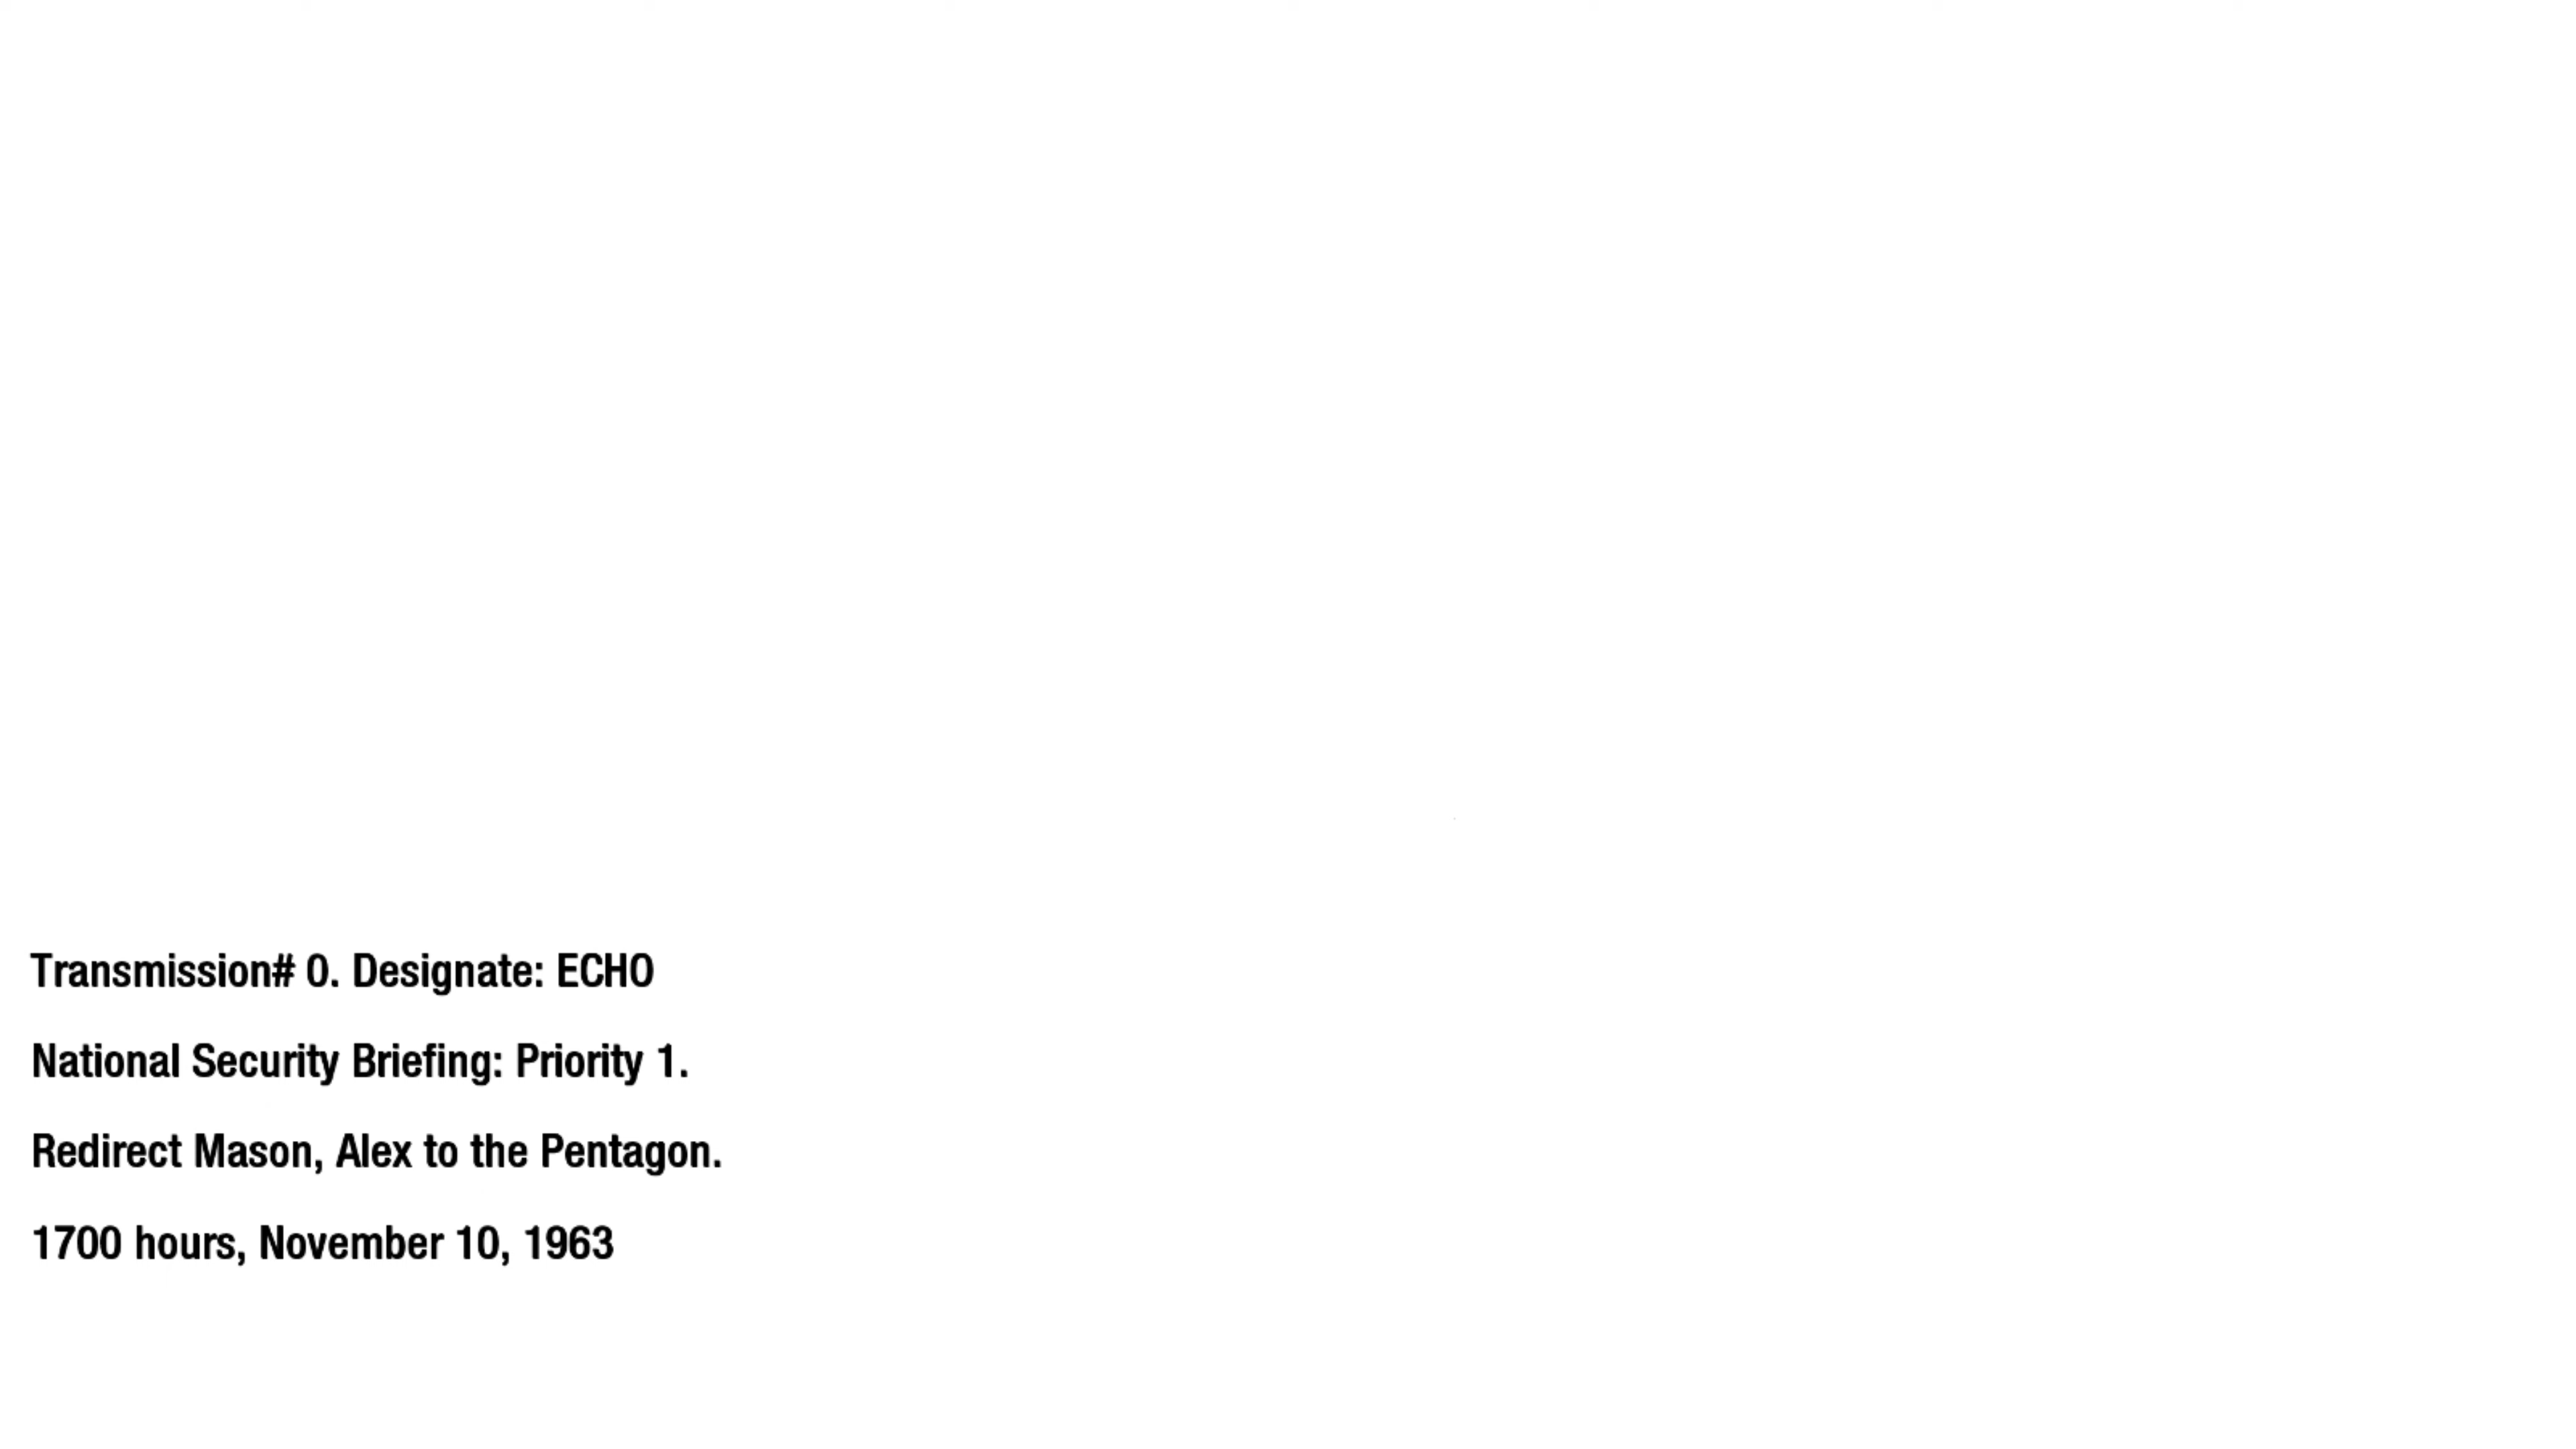 Transmission# 0. Designate: ECHO
National Security Briefing: Priority 1.
Redirect Mason, Alex to the Pentagon.
1700 hours, November 10, 1963